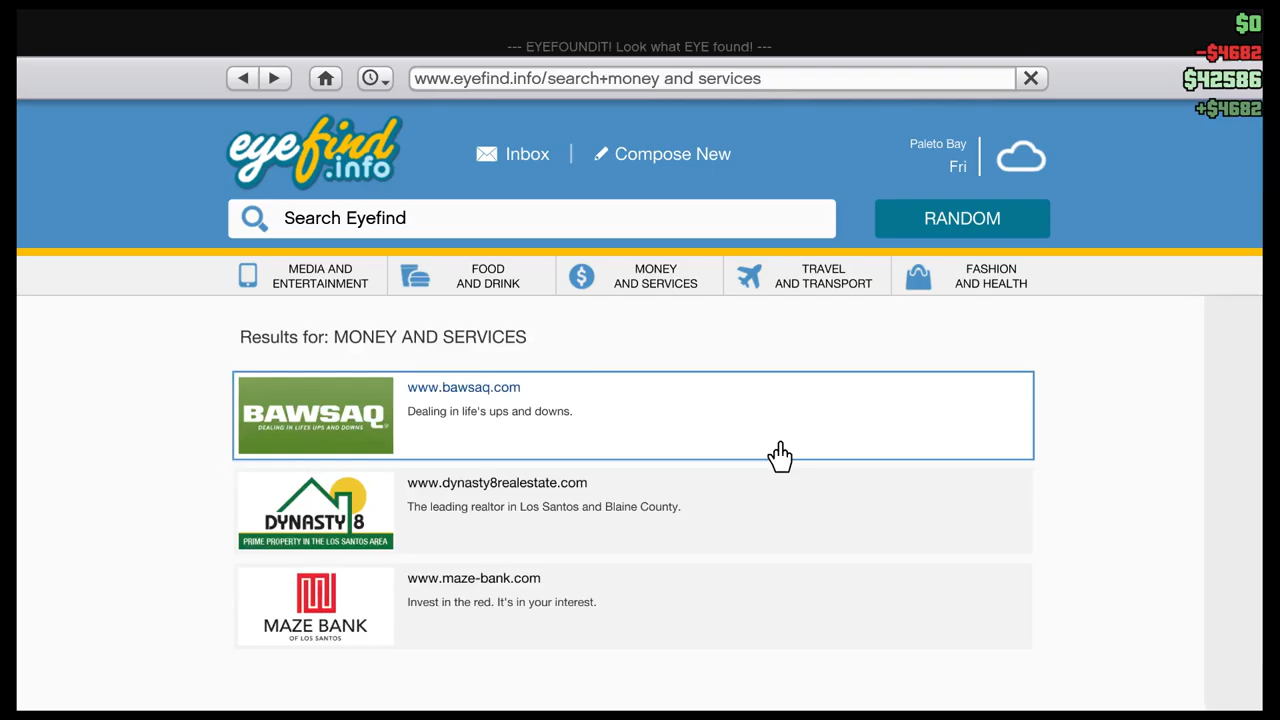 $0
--- EYEFOUNDIT! Look what EYE found! ---
-$4682
www.eyefind.info/search+money and services
$42586
+$4682
eyefind
.info
Inbox
Compose New
Paleto Bay
Fri
Search Eyefind
RANDOM
MEDIA AND
ENTERTAINMENT
FOOD
AND DRINK
MONEY
AND SERVICES
TRAVEL
AND TRANSPORT
FASHION
AND HEALTH
Results for: MONEY AND SERVICES
BAWSAQ
DEALING IN LIFE'S UPS AND DOWNS
www.bawsaq.com
Dealing in life's ups and downs.
DYNASTY 8
PRIME PROPERTY IN THE LOS SANTOS AREA
www.dynasty8realestate.com
The leading realtor in Los Santos and Blaine County.
MAZE BANK
OF LOS SANTOS
www.maze-bank.com
Invest in the red. It's in your interest.